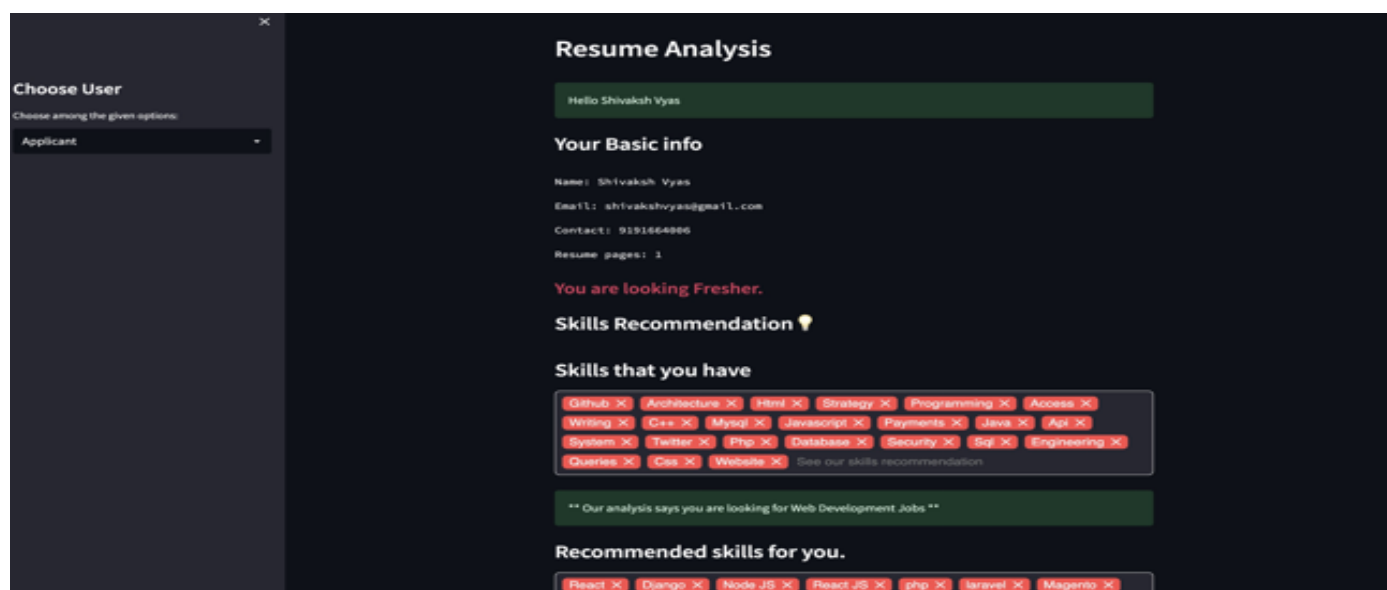 ×
Choose User
Choose among the given options:
Applicant
Resume Analysis
Hello Shivaksh Vyas
Your Basic info
Name: Shivaksh Vyas
Email: shivakshvyas@gmail.com
Contact: 9191664006
Resume pages: 1
You are looking Fresher.
Skills Recommendation💡
Skills that you have
Github × Architecture × Html × Strategy × Programming × Access ×
Writing × C++ × Mysql × Javascript × Payments × Java × Api ×
System × Twitter × Php × Database × Security × Sql × Engineering ×
Queries × Css × Website × See our skills recommendation
** Our analysis says you are looking for Web Development Jobs **
Recommended skills for you.
React × Django × Node JS × React JS × php × laravel × Magento ×